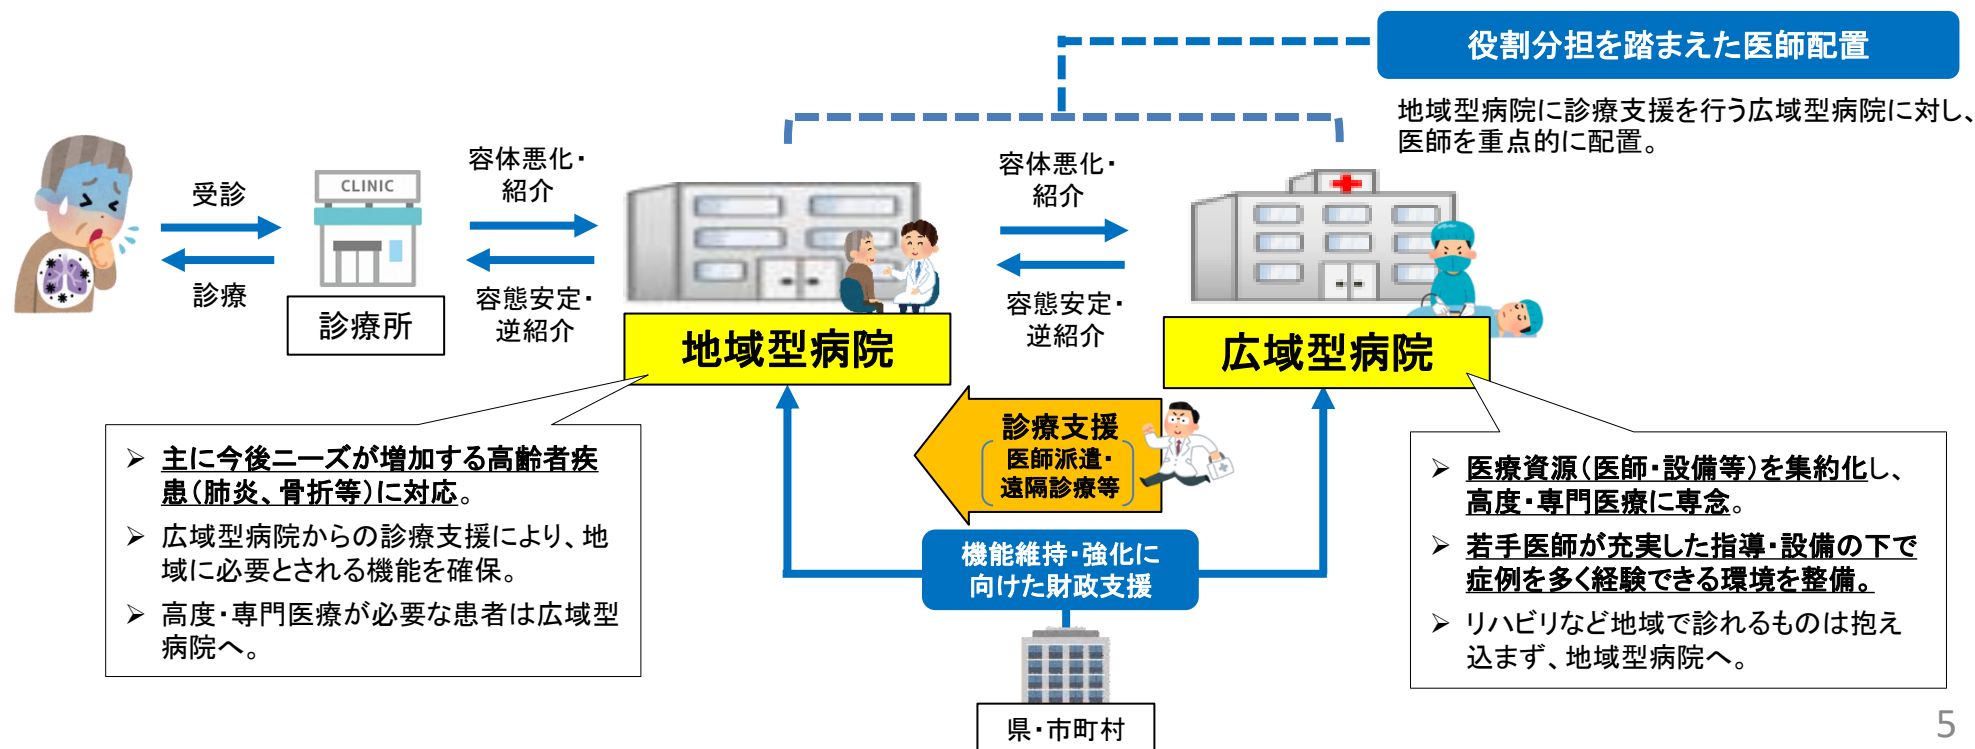 役割分担を踏まえた医師配置
地域型病院に診療支援を行う広域型病院に対し、
医師を重点的に配置。
受診
診療
CLINIC
診療所
容体悪化・
紹介
容態安定・
逆紹介
地域型病院
容体悪化・
紹介
容態安定・
逆紹介
広域型病院
診療支援
医師派遣・
遠隔診療等
➢ 主に今後ニーズが増加する高齢者疾
患(肺炎、骨折等)に対応。
➢ 広域型病院からの診療支援により、地
域に必要とされる機能を確保。
➢ 高度・専門医療が必要な患者は広域型
病院へ。
機能維持・強化に
向けた財政支援
県・市町村
➢ 医療資源(医師・設備等)を集約化し、
高度・専門医療に専念。
➢ 若手医師が充実した指導・設備の下で
症例を多く経験できる環境を整備。
➢ リハビリなど地域で診れるものは抱え
込まず、地域型病院へ。
5